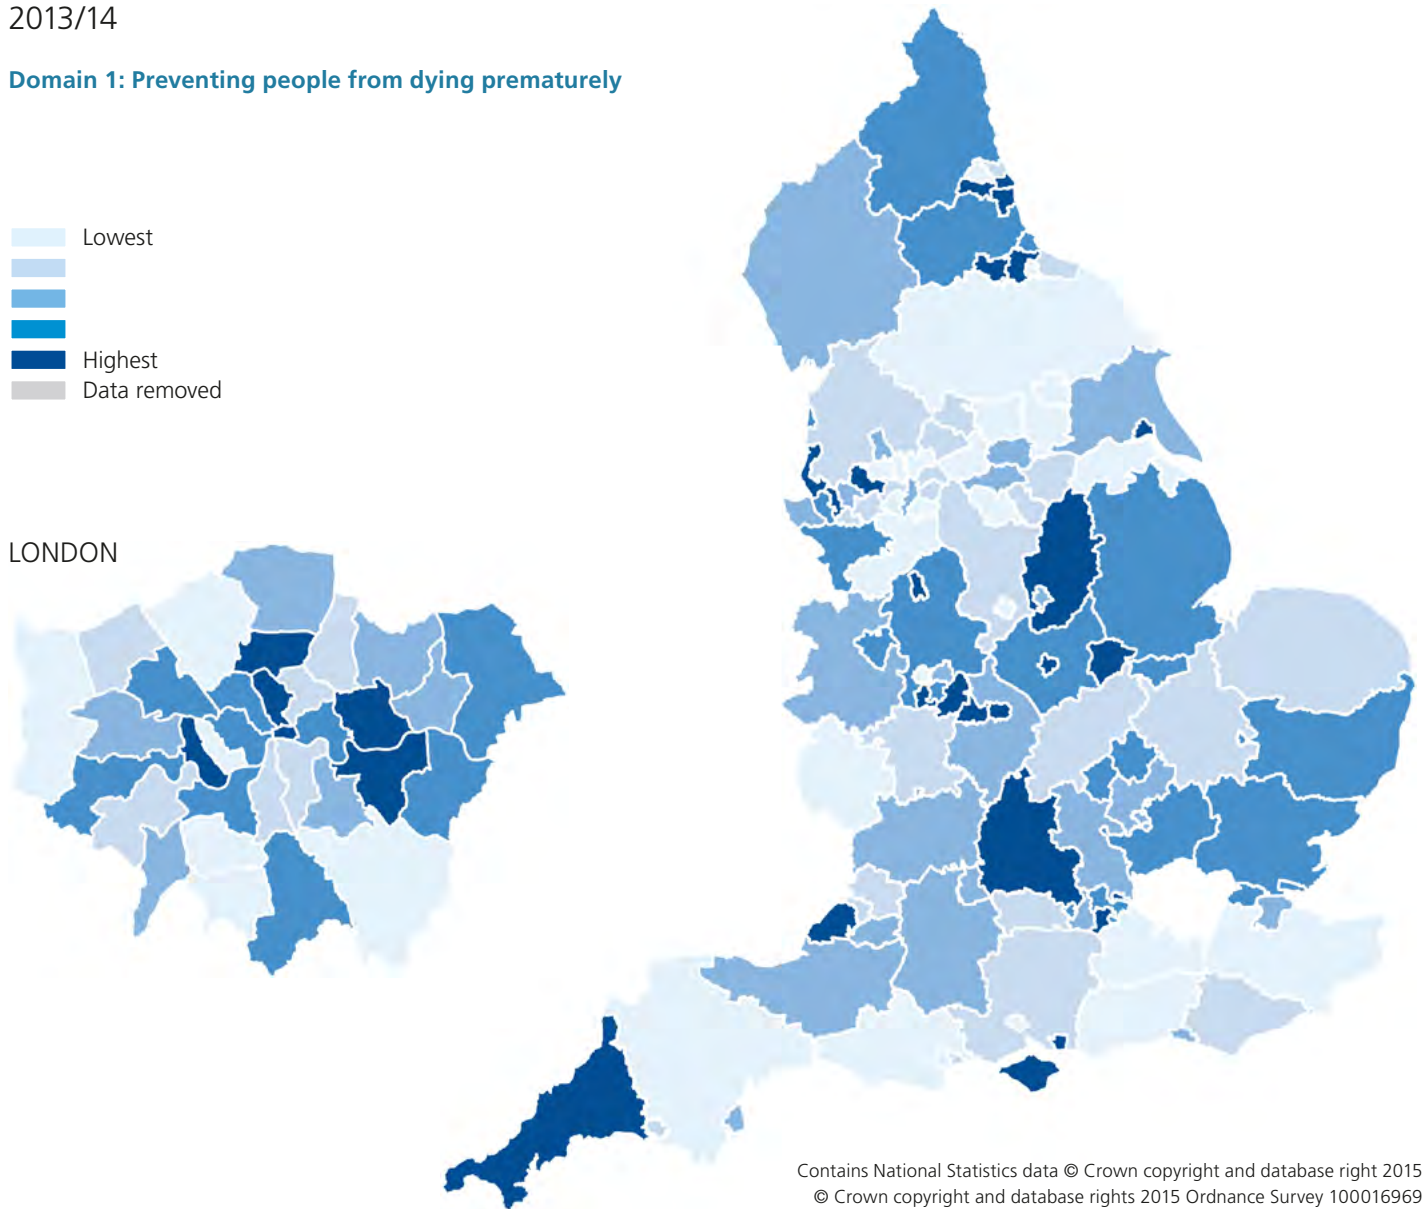 2013/14
Domain 1: Preventing people from dying prematurely
Lowest
Highest
Data removed
LONDON
Contains National Statistics data © Crown copyright and database right 2015
© Crown copyright and database rights 2015 Ordnance Survey 100016969